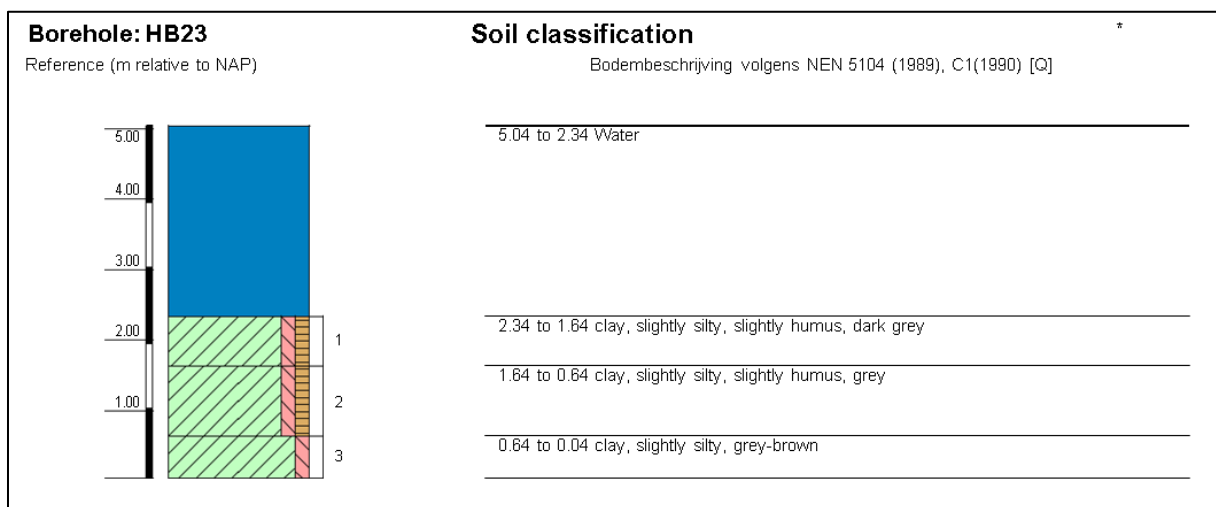 Borehole: HB23
Soil classification
*
Reference (m relative to NAP)
Bodembeschrijving volgens NEN 5104 (1989), C1(1990) [Q]
5.00
5.04 to 2.34 Water
4.00
3.00
2.00
2.34 to 1.64 clay, slightly silty, slightly humus, dark grey
1
1.64 to 0.64 clay, slightly silty, slightly humus, grey
1.00
2
0.64 to 0.04 clay, slightly silty, grey-brown
3